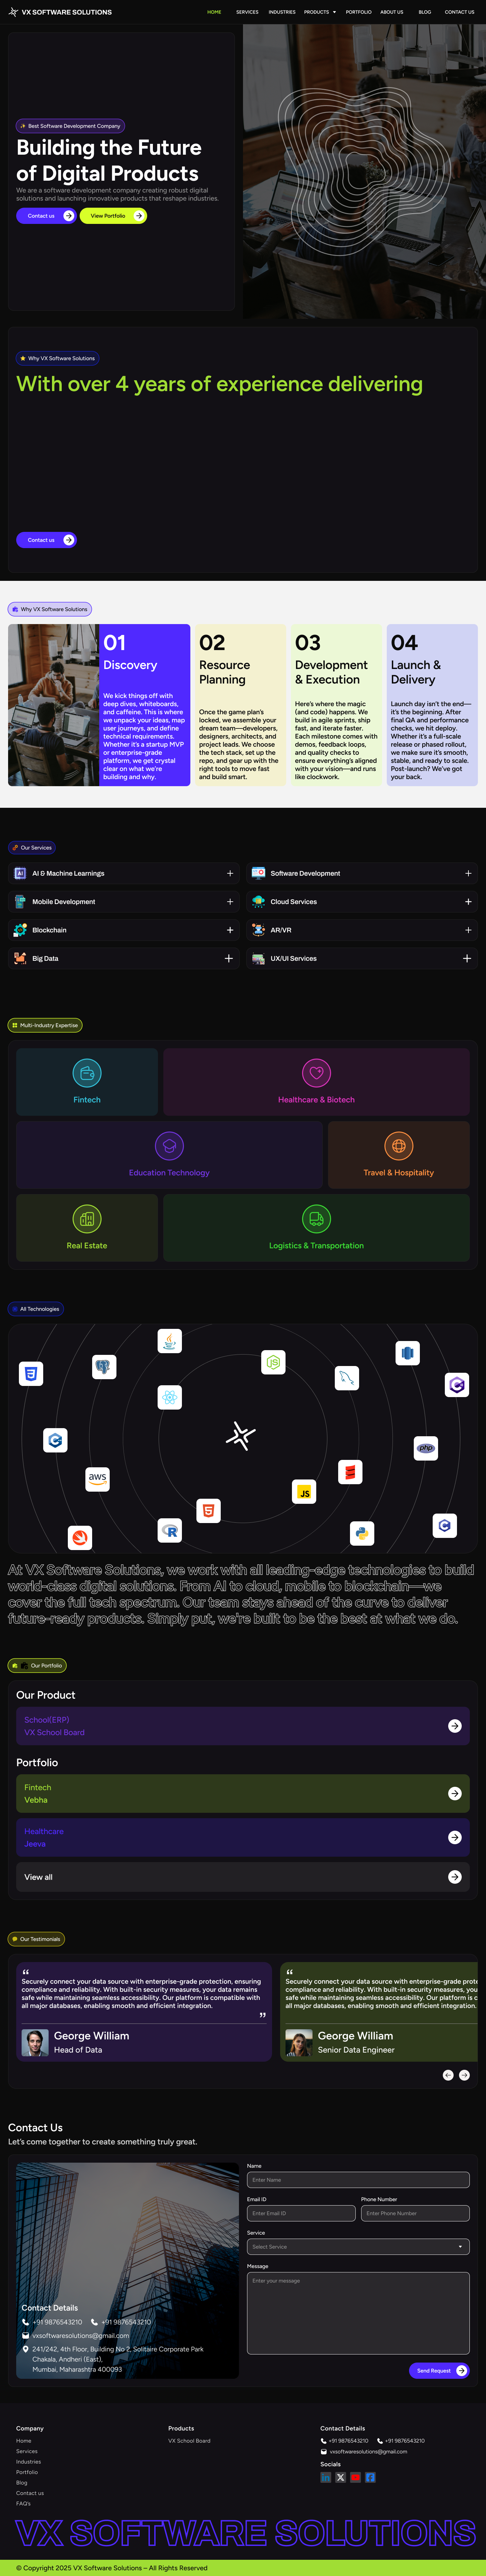 VX SOFTWARE SOLUTIONS
HOME SERVICES INDUSTRIES PRODUCTS PORTFOLIO ABOUT US BLOG CONTACT US
Best Software Development Company
Building the Future
of Digital Products
We are a software development company creating robust digital
solutions and launching innovative products that reshape industries.
Contact us View Portfolio
Why VX Software Solutions
With over 4 years of experience delivering
Contact us
Why VX Software Solutions
01
Discovery
We kick things off with
deep dives, whiteboards,
and caffeine. This is where
we unpack your ideas, map
user journeys, and define
technical requirements.
Whether it's a startup MVP
or enterprise-grade
platform, we get crystal
clear on what we're
building and why.
02
Resource
Planning
Once the game plan's
locked, we assemble your
dream team—developers,
designers, architects, and
project leads. We choose
the tech stack, set up the
repo, and gear up with the
right tools to move fast
and build smart.
03
Development
& Execution
Here's where the magic
(and code) happens. We
build in agile sprints, ship
fast, and iterate faster.
Each milestone comes with
demos, feedback loops,
and quality checks to
ensure everything's aligned
with your vision—and runs
like clockwork.
04
Launch &
Delivery
Launch day isn't the end—
it's the beginning. After
final QA and performance
checks, we hit deploy.
Whether it's a full-scale
release or phased rollout,
we make sure it's smooth,
stable, and ready to scale.
Post-launch? We've got
your back.
Our Services
AI & Machine Learnings
Software Development
Mobile Development
Cloud Services
Blockchain
AR/VR
Big Data
UX/UI Services
Multi-Industry Expertise
Fintech
Healthcare & Biotech
Education Technology
Travel & Hospitality
Real Estate
Logistics & Transportation
All Technologies
php
aws
JS
At VX Software Solutions, we work with all leading-edge technologies to build
world-class digital solutions. From AI to cloud, mobile to blockchain—we
cover the full tech spectrum. Our team stays ahead of the curve to deliver
future-ready products. Simply put, we're built to be the best at what we do.
Our Portfolio
Our Product
School(ERP)
VX School Board
Portfolio
Fintech
Vebha
Healthcare
Jeeva
View all
Our Testimonials
Securely connect your data source with enterprise-grade protection, ensuring
compliance and reliability. With built-in security measures, your data remains
safe while maintaining seamless accessibility. Our platform is compatible with
all major databases, enabling smooth and efficient integration.
George William
Head of Data
Securely connect your data source with enterprise-grade prote
compliance and reliability. With built-in security measures, your
safe while maintaining seamless accessibility. Our platform is c
all major databases, enabling smooth and efficient integration.
George William
Senior Data Engineer
Contact Us
Let's come together to create something truly great.
Contact Details
+91 9876543210 +91 9876543210
vxsoftwaresolutions@gmail.com
241/242, 4th Floor, Building No 2, Solitaire Corporate Park
Chakala, Andheri (East),
Mumbai, Maharashtra 400093
Name
Enter Name
Email ID Phone Number
Enter Email ID Enter Phone Number
Service
Select Service
Message
Enter your message
Send Request
Company
Home
Services
Industries
Portfolio
Blog
Contact us
FAQ's
Products
VX School Board
Contact Details
+91 9876543210 +91 9876543210
vxsoftwaresolutions@gmail.com
Socials
VX SOFTWARE SOLUTIONS
© Copyright 2025 VX Software Solutions – All Rights Reserved